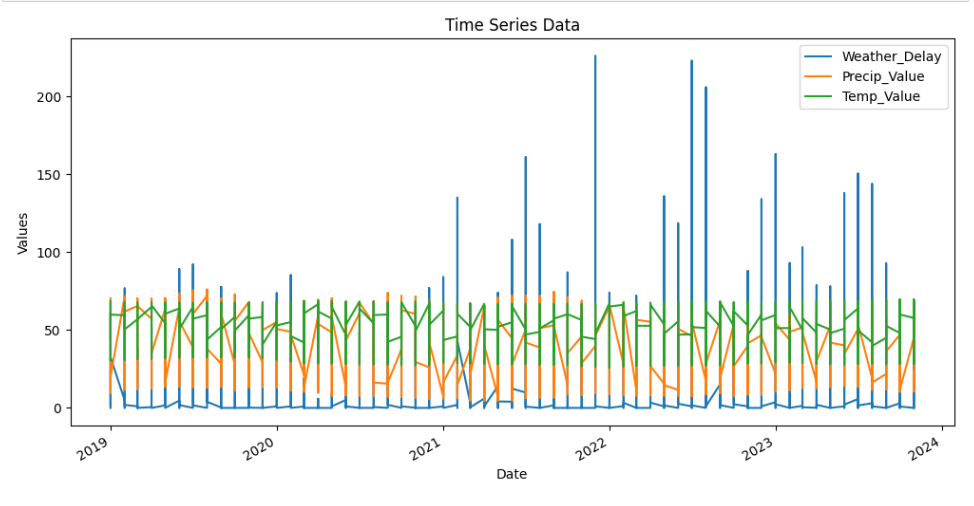 Time Series Data
Weather_Delay
Precip_Value
Temp_Value
200
150
100
50
0
Values
2019
2020
2021
2022
2023
2024
Date